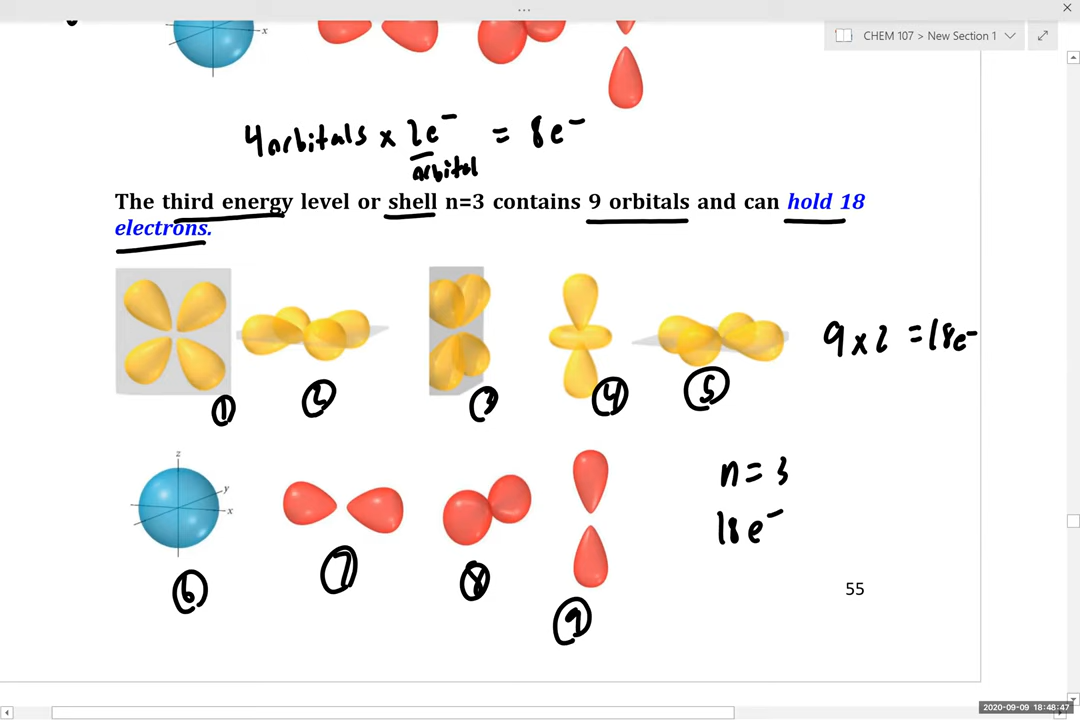 CHEM 107 > New Section 1
x
4 orbitals x 2e⁻ = 8e⁻
orbital
The third energy level or shell n=3 contains 9 orbitals and can hold 18
electrons.
9 x 2 = 18e⁻
1 2 3 4 5
z
y
x
n = 3
18e⁻
6 7 8 9
55
2020-09-09 18:48:47